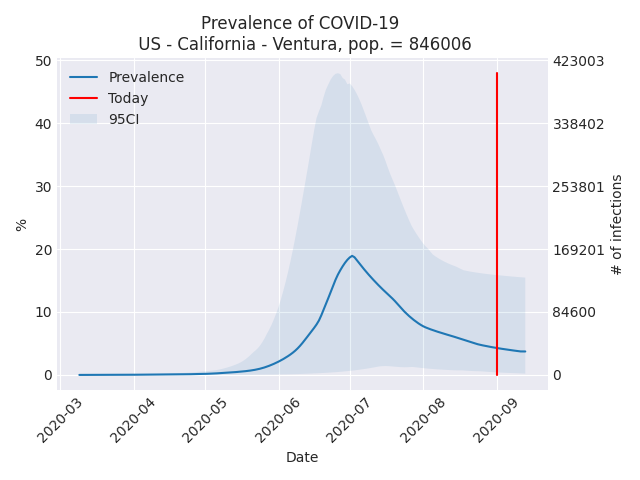 Prevalence of COVID-19
US - California - Ventura, pop. = 846006
50
40
30
20
10
0
%
423003
338402
253801
169201
84600
0
# of infections
Prevalence
Today
95CI
2020-03
2020-04
2020-05
2020-06
2020-07
2020-08
2020-09
Date